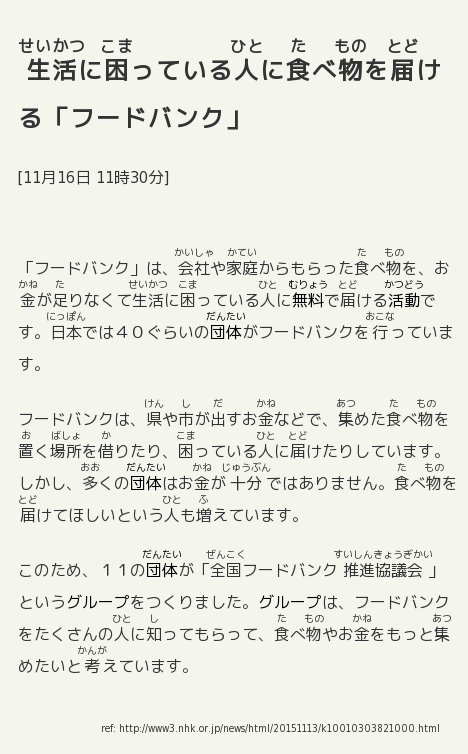 生活に困っている人に食べ物を届け
る「フードバンク」
[11月16日 11時30分]
「フードバンク」は、会社や家庭からもらった食べ物を、お
金が足りなくて生活に困っている人に無料で届ける活動で
す。日本では４０ぐらいの団体がフードバンクを行っていま
す。
フードバンクは、県や市が出すお金などで、集めた食べ物を
置く場所を借りたり、困っている人に届けたりしています。
しかし、多くの団体はお金が十分ではありません。食べ物を
届けてほしいという人も増えています。
このため、１１の団体が「全国フードバンク推進協議会」
というグループをつくりました。グループは、フードバンク
をたくさんの人に知ってもらって、食べ物やお金をもっと集
めたいと考えています。
ref: http://www3.nhk.or.jp/news/html/20151113/k10010303821000.html